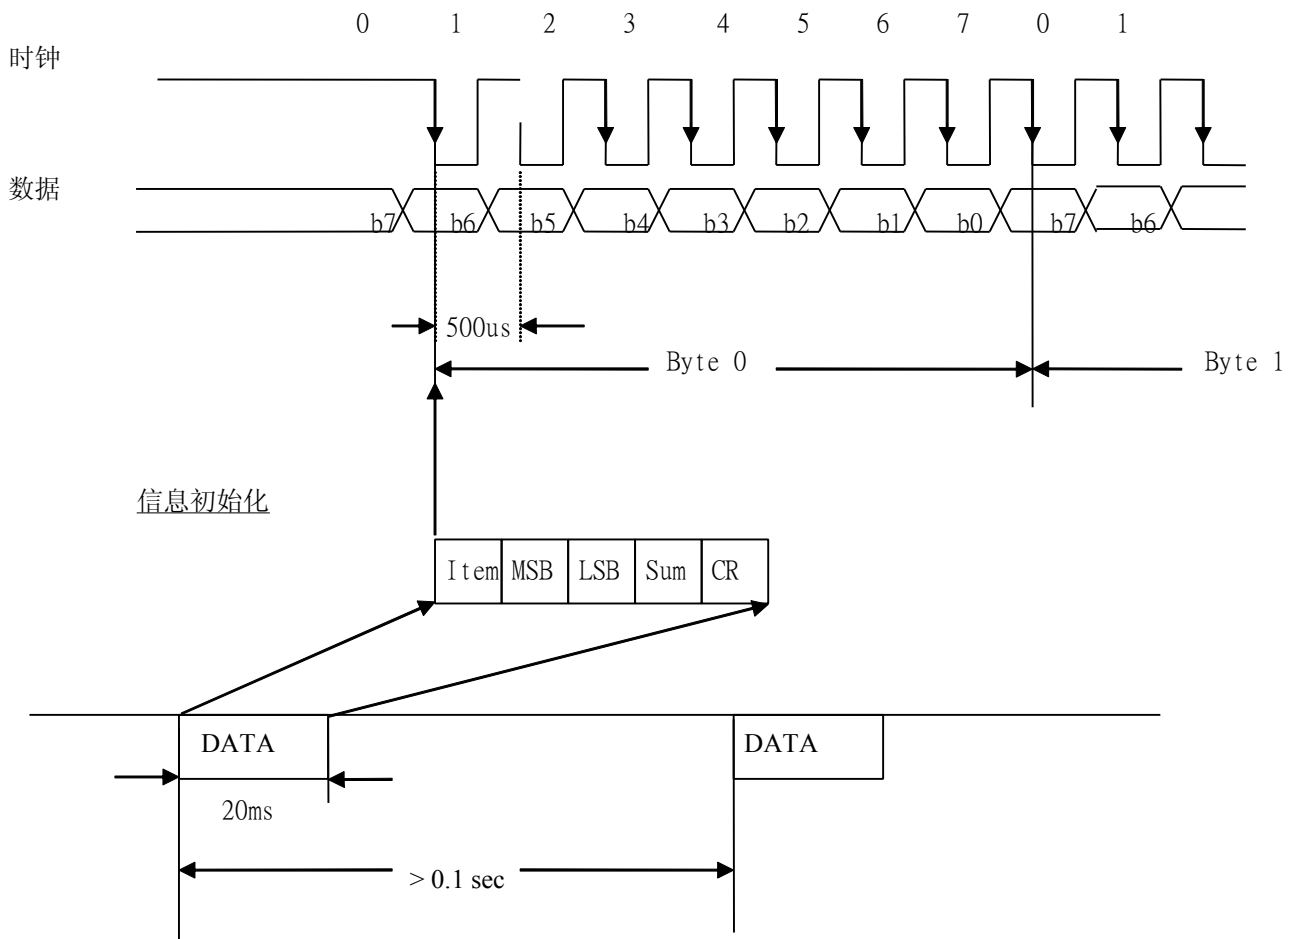 0 1 2 3 4 5 6 7 0 1
时钟
数据
b7 b6 b5 b4 b3 b2 b1 b0 b7 b6
500us
Byte 0 Byte 1
信息初始化
Item MSB LSB Sum CR
DATA DATA
20ms
> 0.1 sec